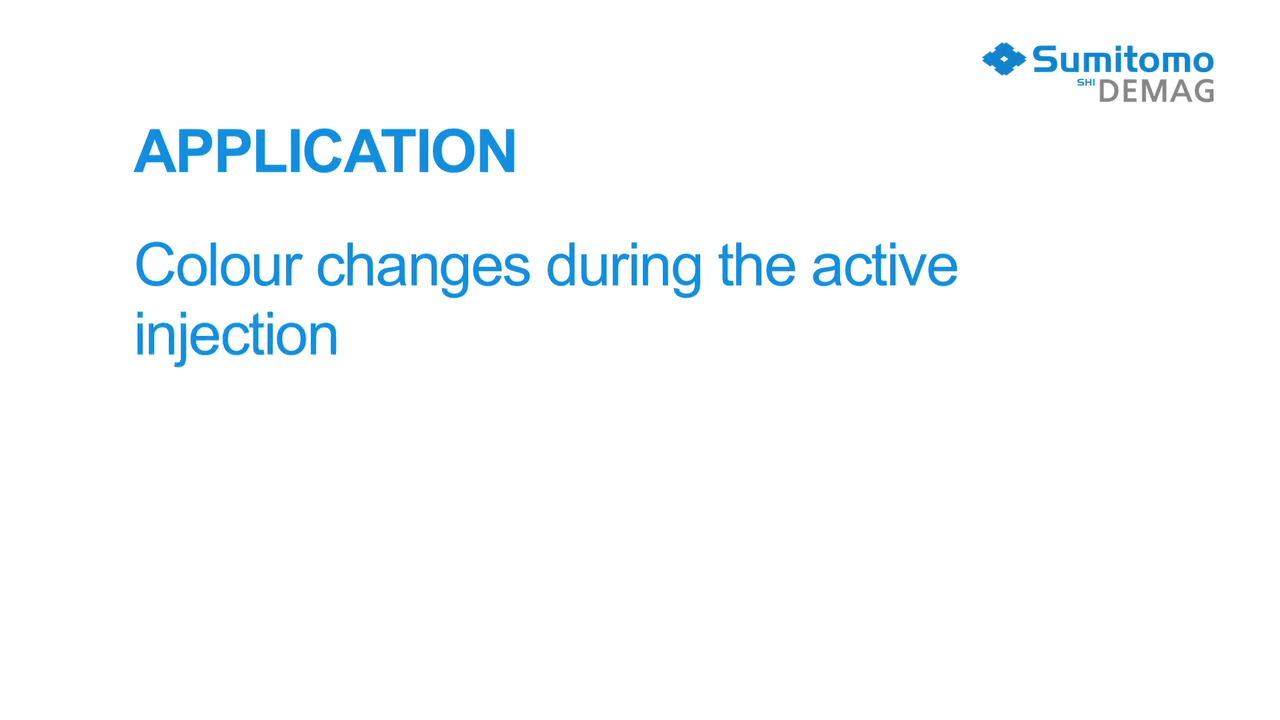 Sumitomo
SHI DEMAG
APPLICATION
Colour changes during the active
injection